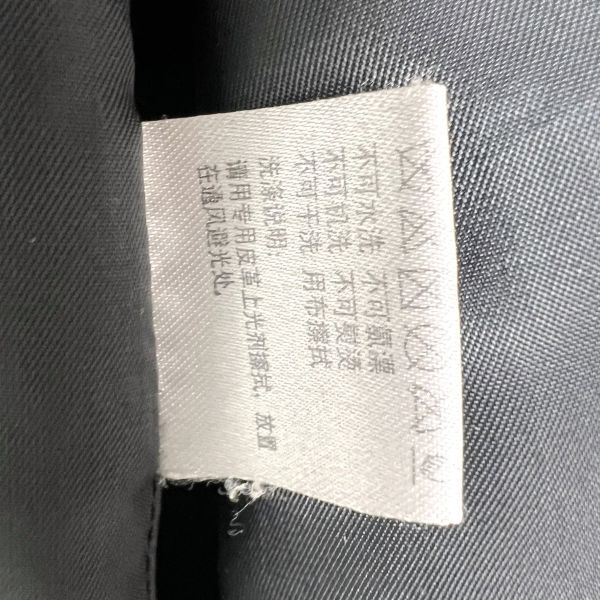 不可水洗 不可氯漂
不可机洗 不可熨烫
不可干洗 用布擦拭
洗涤说明:
请用专用皮革上光剂擦拭,放置
在通风避光处.